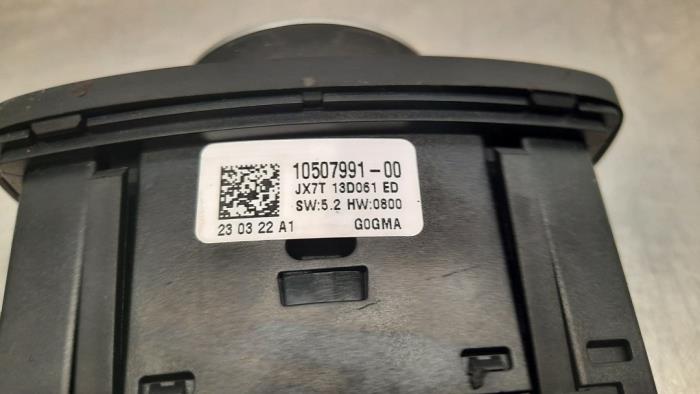 10507991-00
JX7T 13D061 ED
SW:5.2 HW:0800
23 03 22 A1 G0GMA